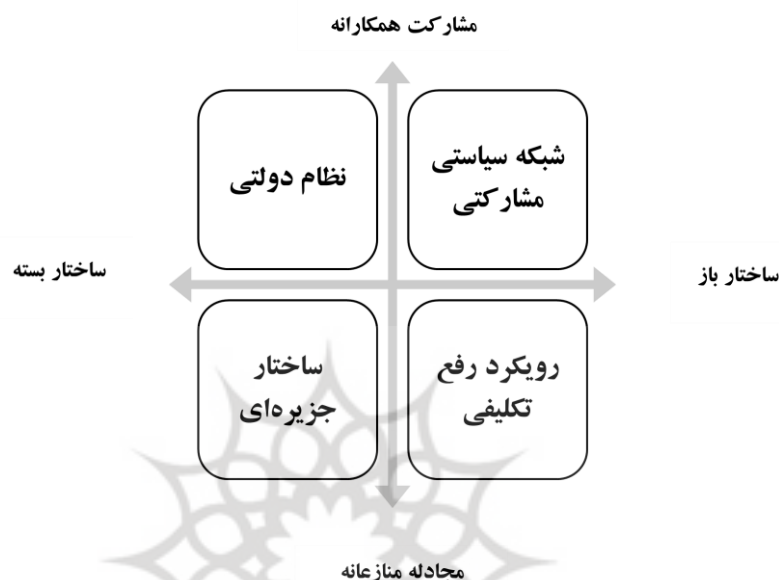 مشارکت همکارانه
شبکه سیاستی
مشارکتی
نظام دولتی
ساختار باز
ساختار بسته
رویکرد رفع
تکلیفی
ساختار
جزیره‌ای
مجادله منازعانه